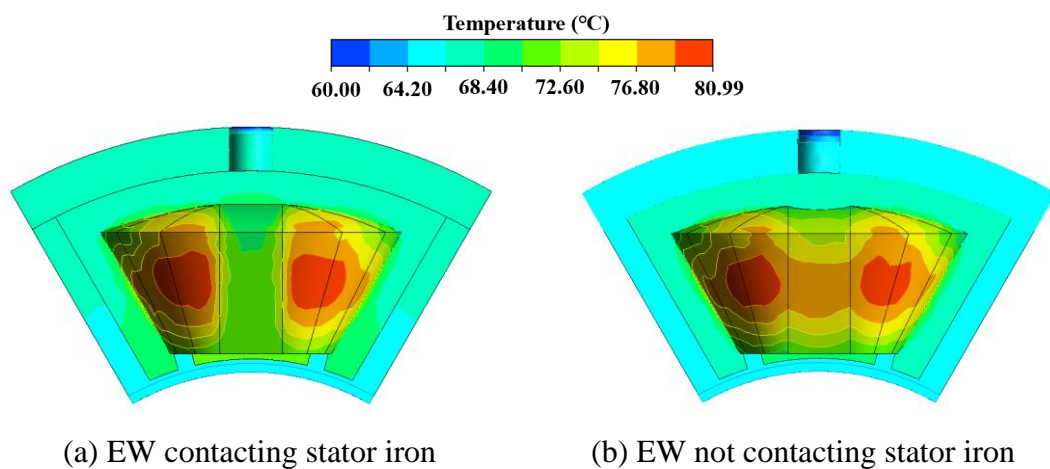 Temperature (°C)
60.00 64.20 68.40 72.60 76.80 80.99
(a) EW contacting stator iron
(b) EW not contacting stator iron